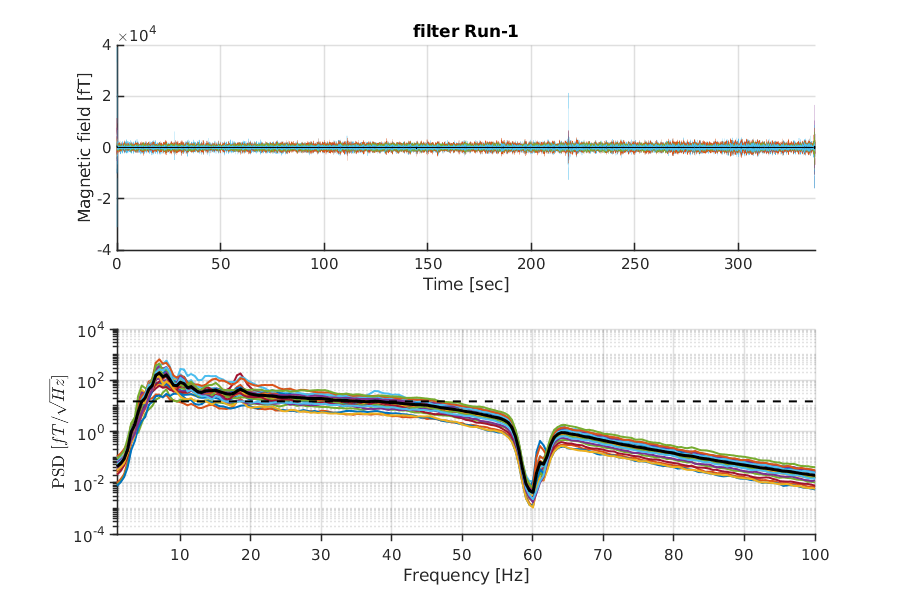 filter Run-1
×10^4
4
2
0
-2
-4
Magnetic field [fT]
0 50 100 150 200 250 300
Time [sec]
10^4
10^2
10^0
10^-2
10^-4
PSD [fT/√Hz]
10 20 30 40 50 60 70 80 90 100
Frequency [Hz]